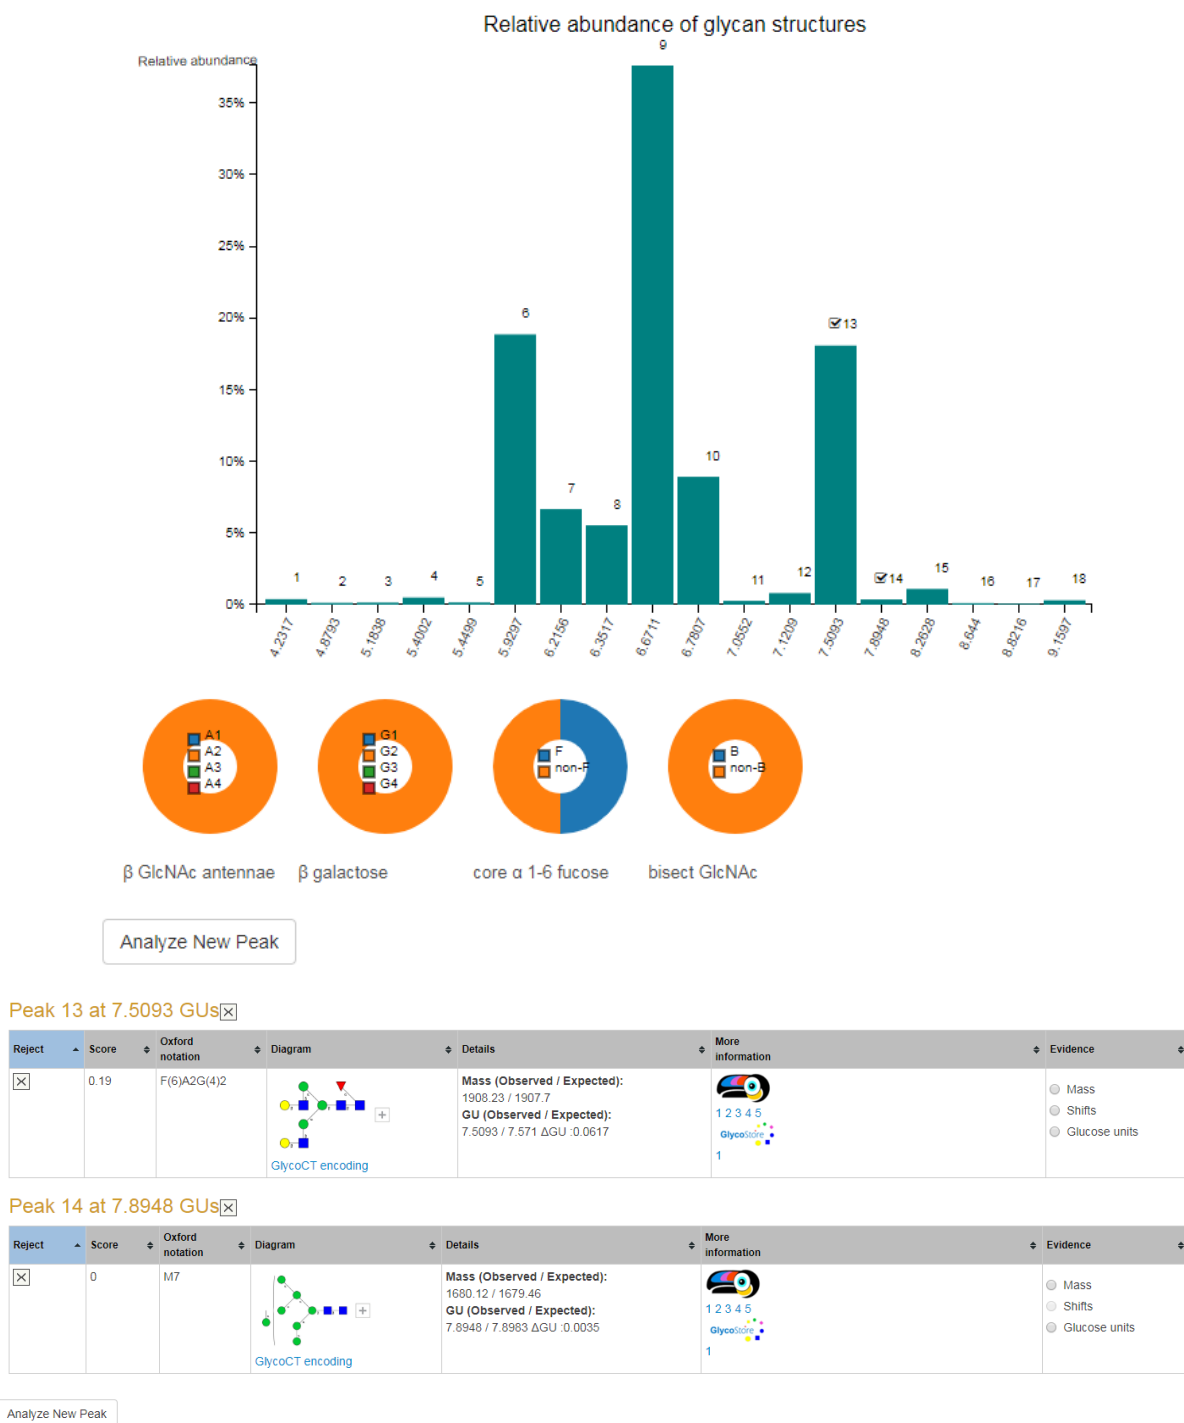 Relative abundance of glycan structures
Relative abundance
35%
30%
25%
20%
15%
10%
5%
0%
1 2 3 4 5 6 7 8 9 10 11 12 13 14 15 16 17 18
4.2317 4.8793 5.1838 5.4002 5.4499 5.9297 6.2156 6.3517 6.6711 6.7807 7.0552 7.1209 7.5093 7.8948 8.2628 8.644 8.8216 9.1597
A1
A2
A3
A4
G1
G2
G3
G4
F
non-F
B
non-B
β GlcNAc antennae
β galactose
core α 1-6 fucose
bisect GlcNAc
Analyze New Peak
Peak 13 at 7.5093 GUs
Reject Score Oxford notation Diagram Details More information Evidence
0.19 F(6)A2G(4)2
GlycoCT encoding
Mass (Observed / Expected):
1908.23 / 1907.7
GU (Observed / Expected):
7.5093 / 7.571 ΔGU :0.0617
1 2 3 4 5
GlycoStore
1
Mass
Shifts
Glucose units
Peak 14 at 7.8948 GUs
Reject Score Oxford notation Diagram Details More information Evidence
0 M7
GlycoCT encoding
Mass (Observed / Expected):
1680.12 / 1679.46
GU (Observed / Expected):
7.8948 / 7.8983 ΔGU :0.0035
1 2 3 4 5
GlycoStore
1
Mass
Shifts
Glucose units
Analyze New Peak